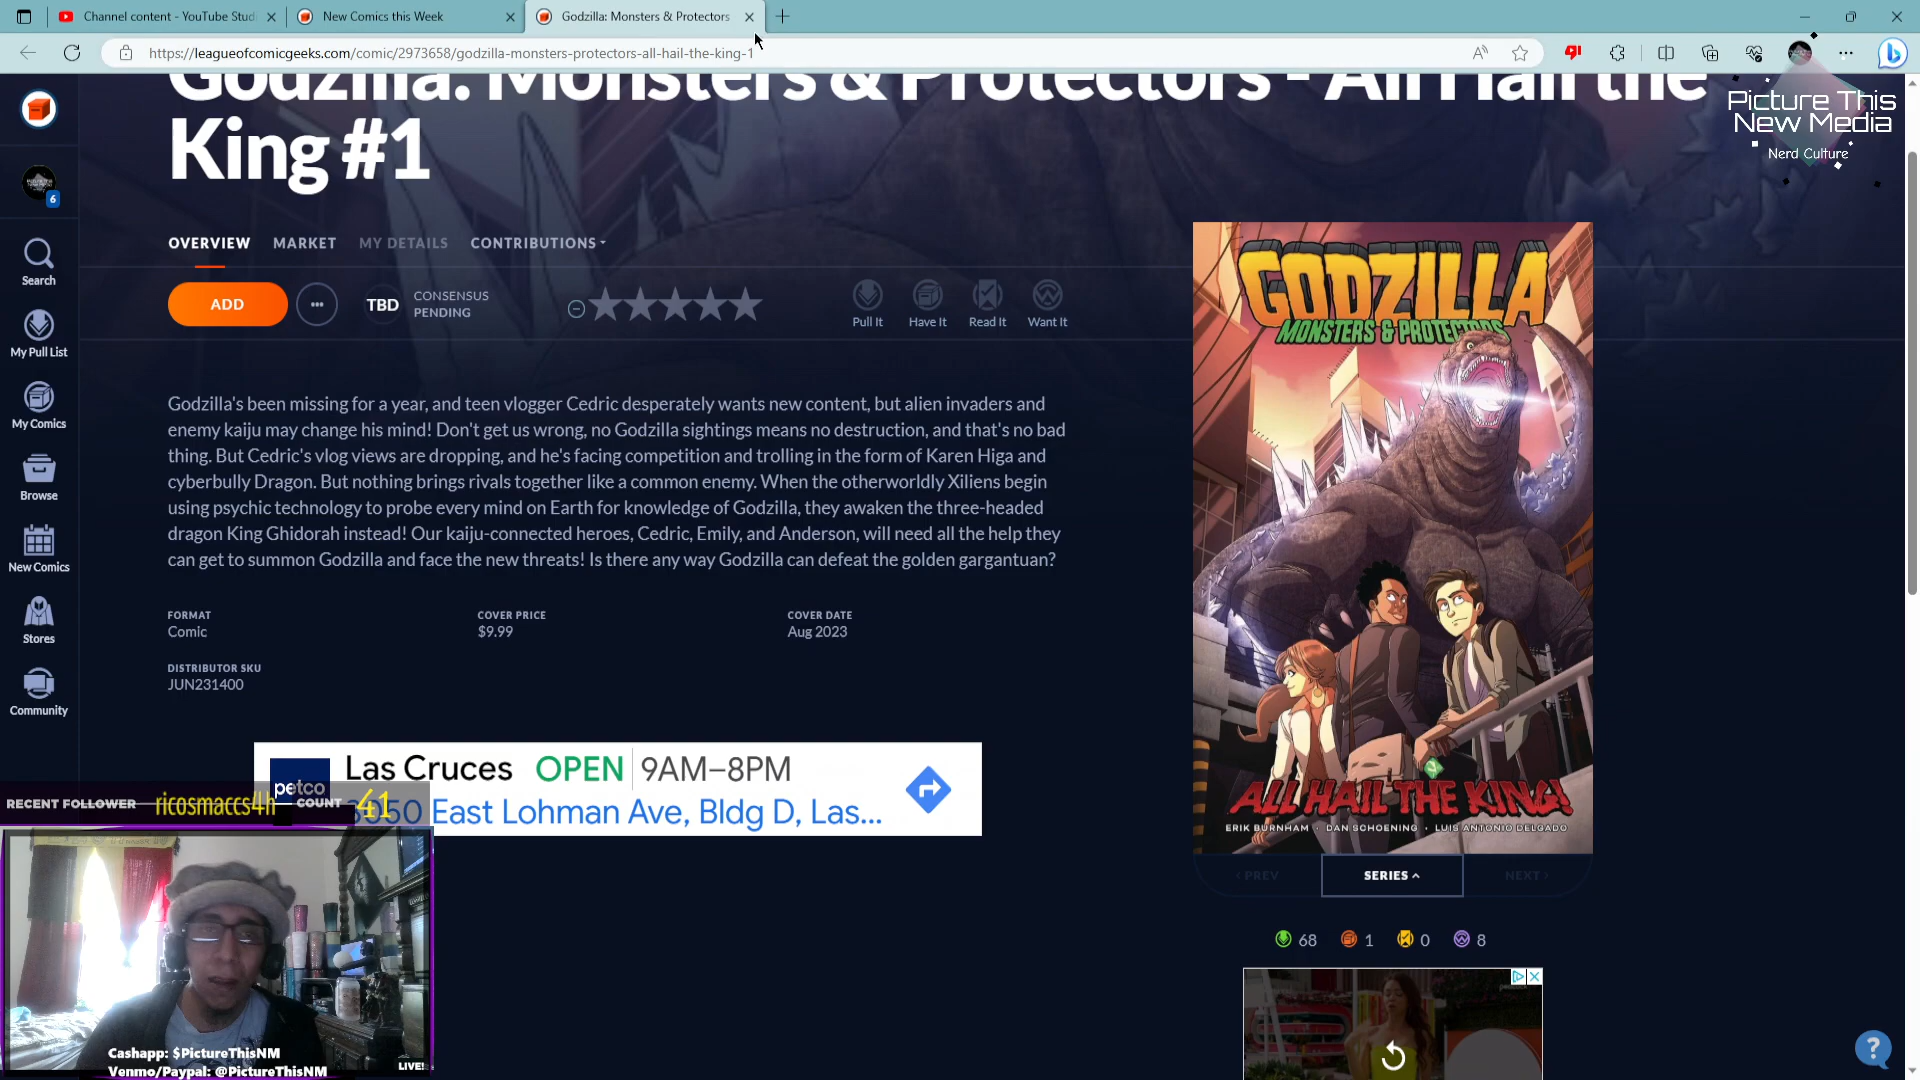 Channel content - YouTube Stud
New Comics this Week
Godzilla: Monsters & Protectors
https://leagueofcomicgeeks.com/comic/2973658/godzilla-monsters-protectors-all-hail-the-king-1
Godzilla: Monsters & Protectors - All Hail the
King #1
Picture This
New Media
Nerd Culture
6
Search
My Pull List
My Comics
Browse
New Comics
Stores
Community
OVERVIEW MARKET MY DETAILS CONTRIBUTIONS
ADD
TBD
CONSENSUS
PENDING
Pull It Have It Read It Want It
Godzilla's been missing for a year, and teen vlogger Cedric desperately wants new content, but alien invaders and
enemy kaiju may change his mind! Don't get us wrong, no Godzilla sightings means no destruction, and that's no bad
thing. But Cedric's vlog views are dropping, and he's facing competition and trolling in the form of Karen Higa and
cyberbully Dragon. But nothing brings rivals together like a common enemy. When the otherworldly Xiliens begin
using psychic technology to probe every mind on Earth for knowledge of Godzilla, they awaken the three-headed
dragon King Ghidorah instead! Our kaiju-connected heroes, Cedric, Emily, and Anderson, will need all the help they
can get to summon Godzilla and face the new threats! Is there any way Godzilla can defeat the golden gargantuan?
FORMAT
Comic
COVER PRICE
$9.99
COVER DATE
Aug 2023
DISTRIBUTOR SKU
JUN231400
GODZILLA
MONSTERS & PROTECTORS
ALL HAIL THE KING!
ERIK BURNHAM · DAN SCHOENING · LUIS ANTONIO DELGADO
petco
Las Cruces OPEN 9AM–8PM
3050 East Lohman Ave, Bldg D, Las...
RECENT FOLLOWER ricosmaccs4h COUNT 41
PREV SERIES NEXT
68 1 0 8
Cashapp: $PictureThisNM
Venmo/Paypal: @PictureThisNM
LIVE!
?